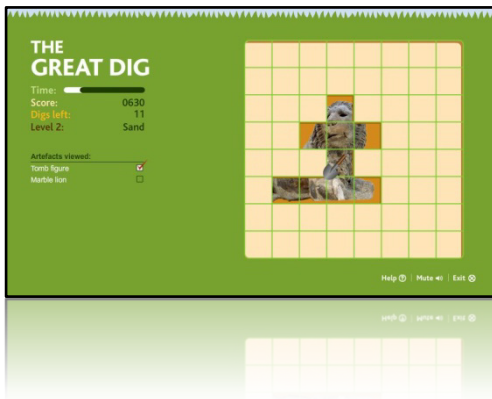 THE
GREAT DIG
Time:
Score: 0630
Digs left: 11
Level 2: Sand
Artefacts viewed:
Tomb figure
Marble lion
Help ? | Mute | Exit